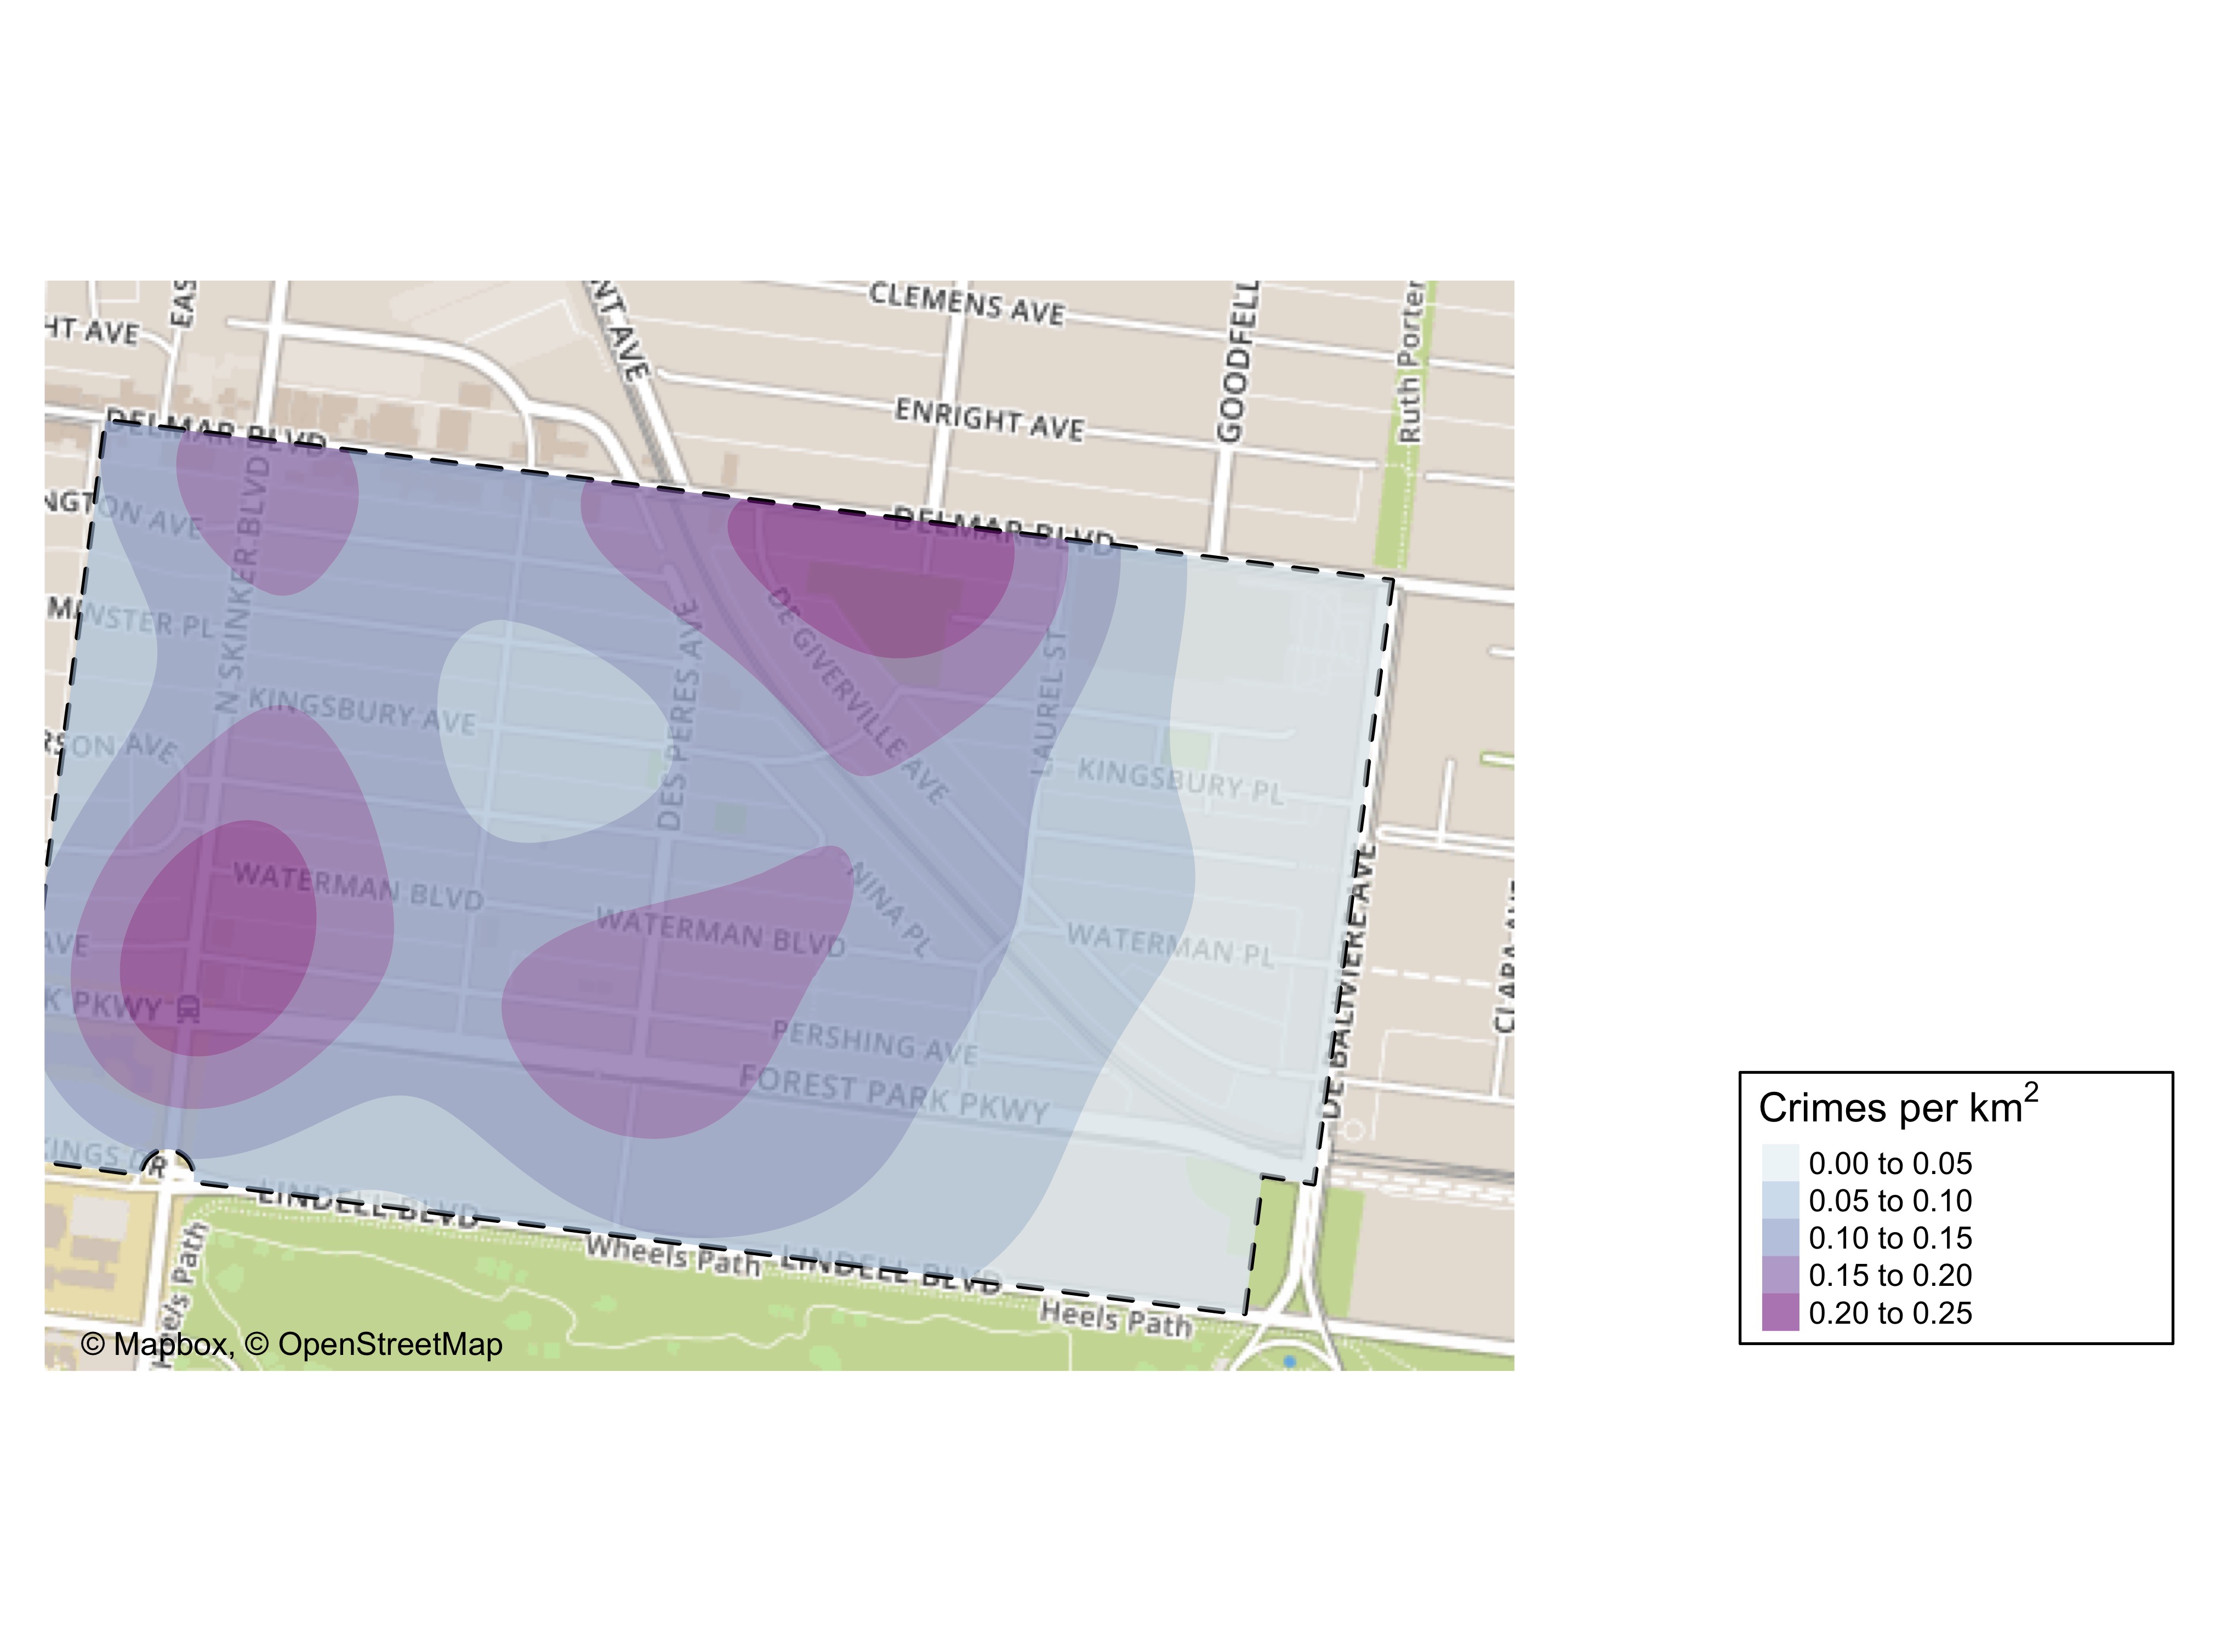 CLEMENS AVE
EAS
NT AVE
GOODFELL
Ruth Porter
HT AVE
ENRIGHT AVE
DELMAR BLVD
DELMAR BLVD
NGTON AVE
N SKINKER BLVD
MINSTER PL
DE GIVERVILLE AVE
DES PERES AVE
LAUREL ST
KINGSBURY AVE
RSON AVE
KINGSBURY PL
WATERMAN BLVD
WATERMAN BLVD
NINA PL
WATERMAN PL
DE BALIVIERE AVE
CLARA AVE
AVE
K PKWY
PERSHING AVE
FOREST PARK PKWY
KINGS DR
LINDELL BLVD
Wheels Path
LINDELL BLVD
Heels Path
heels Path
© Mapbox, © OpenStreetMap
Crimes per km²
0.00 to 0.05
0.05 to 0.10
0.10 to 0.15
0.15 to 0.20
0.20 to 0.25